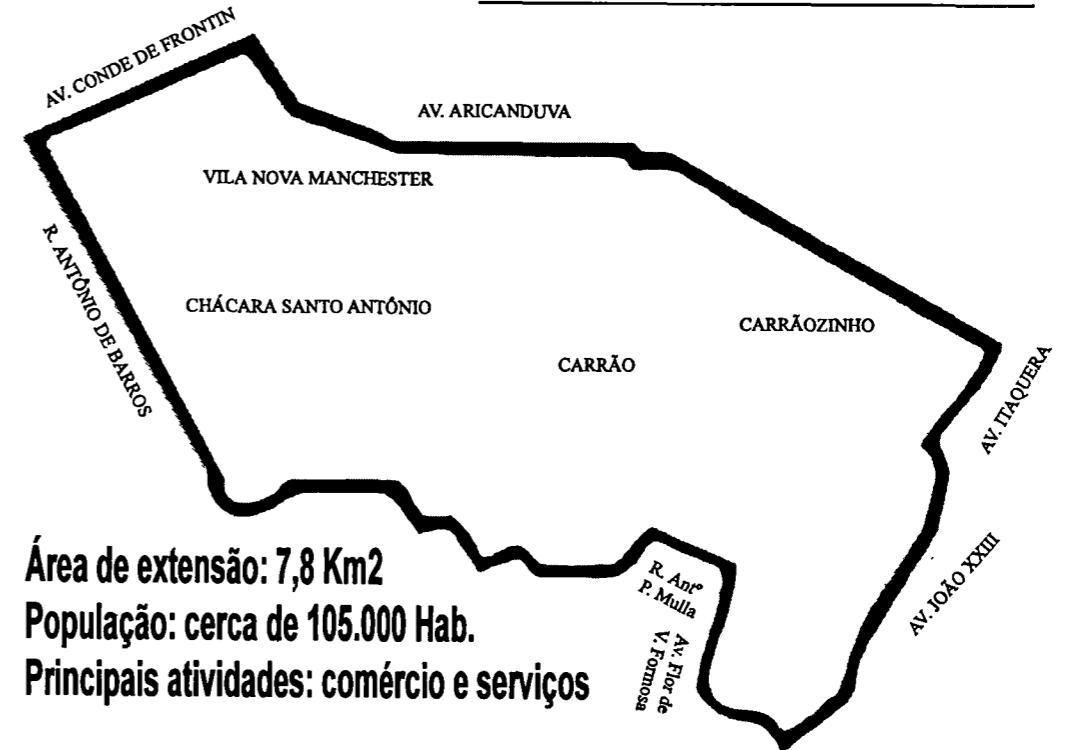 AV. CONDE DE FRONTIN
AV. ARICANDUVA
VILA NOVA MANCHESTER
R. ANTÔNIO DE BARROS
CHÁCARA SANTO ANTÔNIO
CARRÃOZINHO
CARRÃO
AV. ITAQUERA
AV. JOÃO XXIII
R. Antº
P. Mulla
Av. Flor de
V. Formosa
Área de extensão: 7,8 Km2
População: cerca de 105.000 Hab.
Principais atividades: comércio e serviços